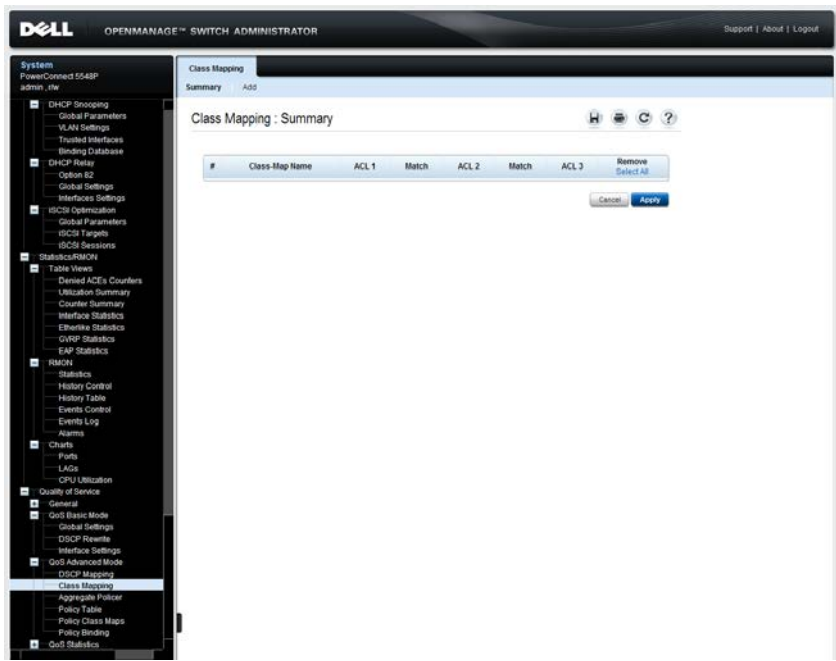 DELL OPENMANAGE™ SWITCH ADMINISTRATOR Support | About | Logout
System
PowerConnect 5548P
admin , r/w
DHCP Snooping
Global Parameters
VLAN Settings
Trusted Interfaces
Binding Database
DHCP Relay
Option 82
Global Settings
Interfaces Settings
iSCSI Optimization
Global Parameters
iSCSI Targets
iSCSI Sessions
Statistics/RMON
Table Views
Denied ACEs Counters
Utilization Summary
Counter Summary
Interface Statistics
Etherlike Statistics
GVRP Statistics
EAP Statistics
RMON
Statistics
History Control
History Table
Events Control
Events Log
Alarms
Charts
Ports
LAGs
CPU Utilization
Quality of Service
General
QoS Basic Mode
Global Settings
DSCP Rewrite
Interface Settings
QoS Advanced Mode
DSCP Mapping
Class Mapping
Aggregate Policer
Policy Table
Policy Class Maps
Policy Binding
QoS Statistics
Class Mapping
Summary Add
Class Mapping : Summary
# Class-Map Name ACL 1 Match ACL 2 Match ACL 3 Remove
Select All
Cancel Apply